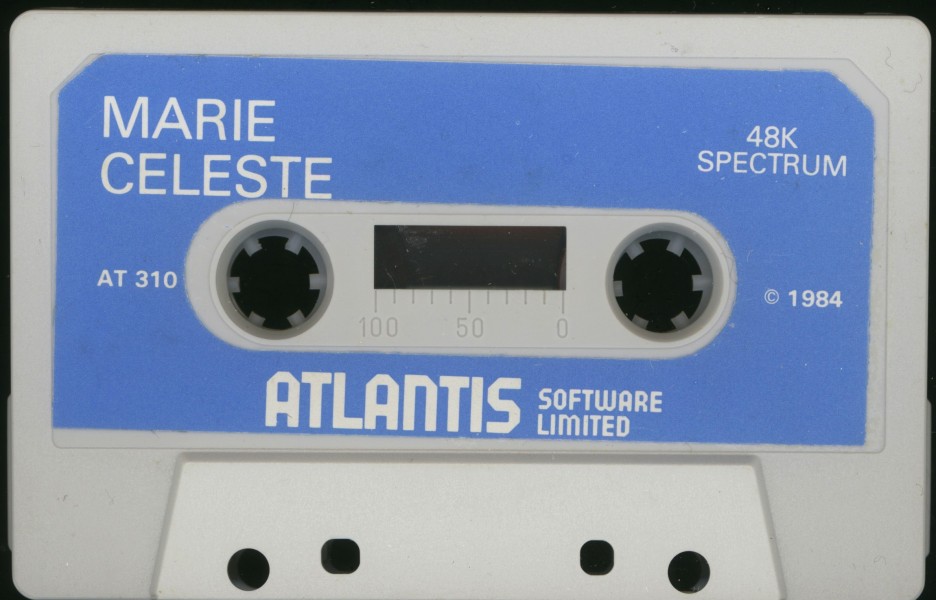 MARIE
CELESTE
48K
SPECTRUM
AT 310
© 1984
100 50 0
ATLANTIS SOFTWARE
LIMITED